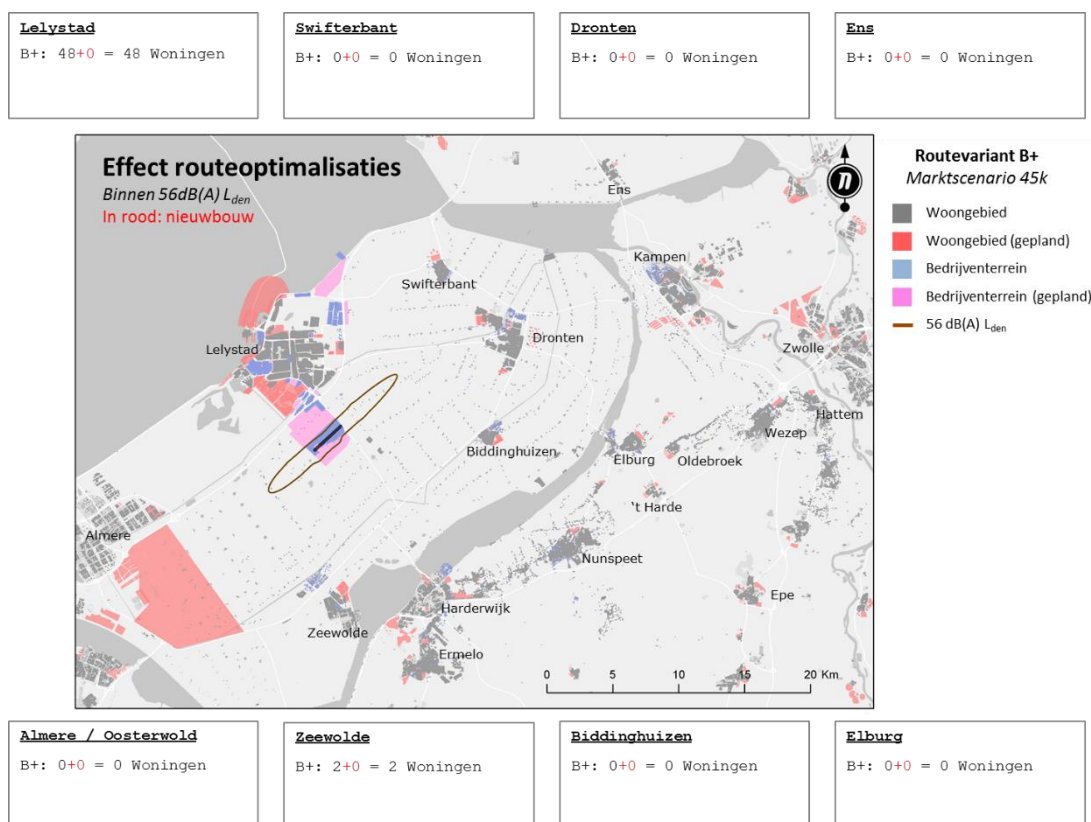 Lelystad
B+: 48+0 = 48 Woningen
Swifterbant
B+: 0+0 = 0 Woningen
Dronten
B+: 0+0 = 0 Woningen
Ens
B+: 0+0 = 0 Woningen
Effect routeoptimalisaties
Binnen 56dB(A) Lden
In rood: nieuwbouw
Ens
Kampen
Swifterbant
Dronten
Lelystad
Zwolle
Hattem
Wezep
Biddinghuizen
Elburg
Oldebroek
't Harde
Almere
Nunspeet
Epe
Harderwijk
Zeewolde
Ermelo
0 5 10 15 20 Km
Routevariant B+
Marktscenario 45k
Woongebied
Woongebied (gepland)
Bedrijventerrein
Bedrijventerrein (gepland)
56 dB(A) Lden
Almere / Oosterwold
B+: 0+0 = 0 Woningen
Zeewolde
B+: 2+0 = 2 Woningen
Biddinghuizen
B+: 0+0 = 0 Woningen
Elburg
B+: 0+0 = 0 Woningen